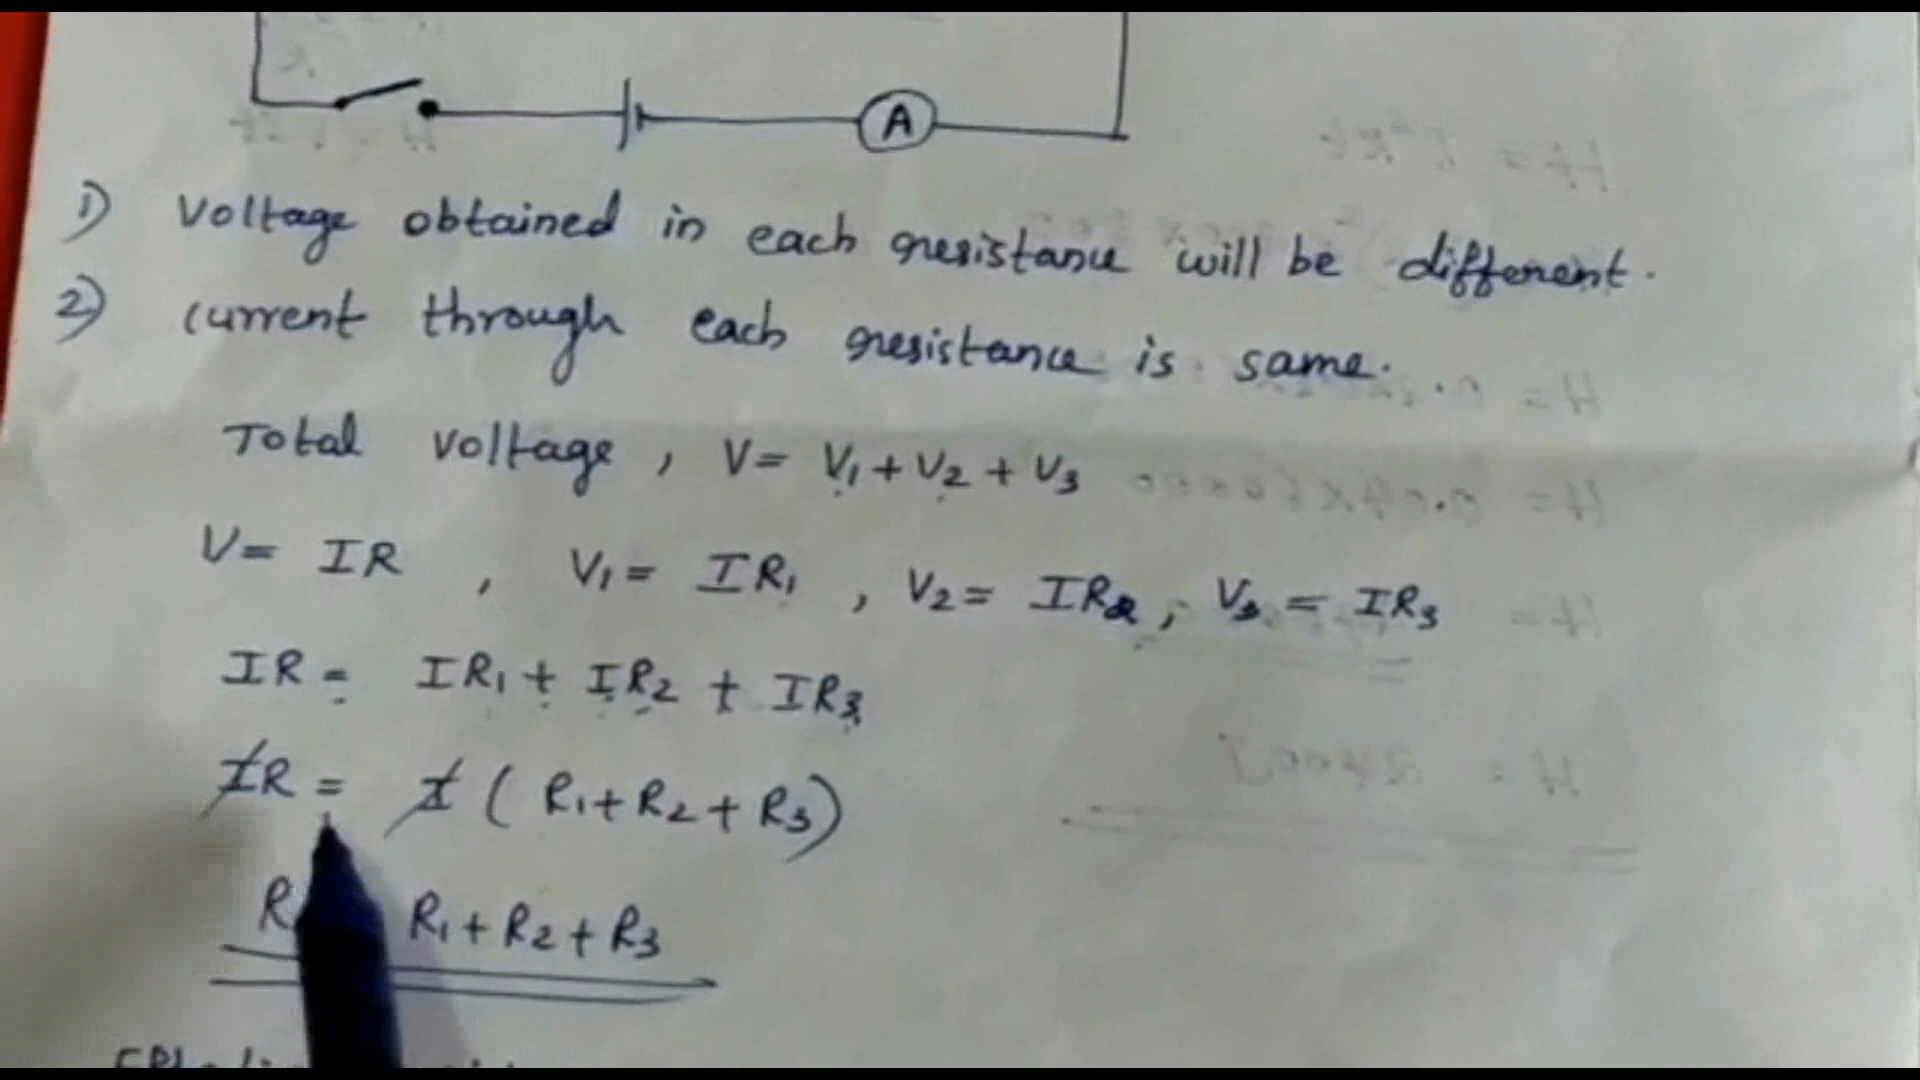 A
1) Voltage obtained in each resistance will be different.
2) current through each resistance is same.
Total voltage, V = V₁ + V₂ + V₃
V = IR, V₁ = IR₁, V₂ = IR₂, V₃ = IR₃
IR = IR₁ + IR₂ + IR₃
IR = I (R₁ + R₂ + R₃)
R R₁ + R₂ + R₃